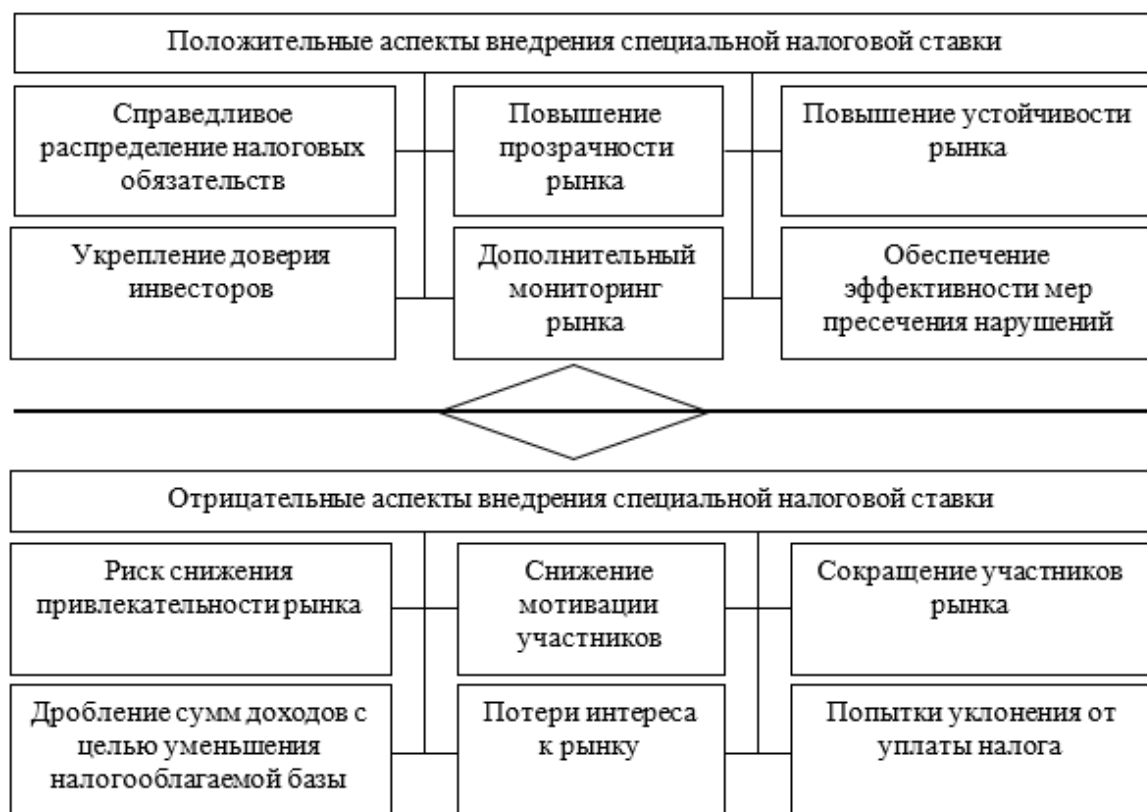 Положительные аспекты внедрения специальной налоговой ставки
Справедливое
распределение налоговых
обязательств
Повышение
прозрачности
рынка
Повышение устойчивости
рынка
Укрепление доверия
инвесторов
Дополнительный
мониторинг
рынка
Обеспечение
эффективности мер
пресечения нарушений
Отрицательные аспекты внедрения специальной налоговой ставки
Риск снижения
привлекательности рынка
Снижение
мотивации
участников
Сокращение участников
рынка
Дробление сумм доходов с
целью уменьшения
налогооблагаемой базы
Потери интереса
к рынку
Попытки уклонения от
уплаты налога